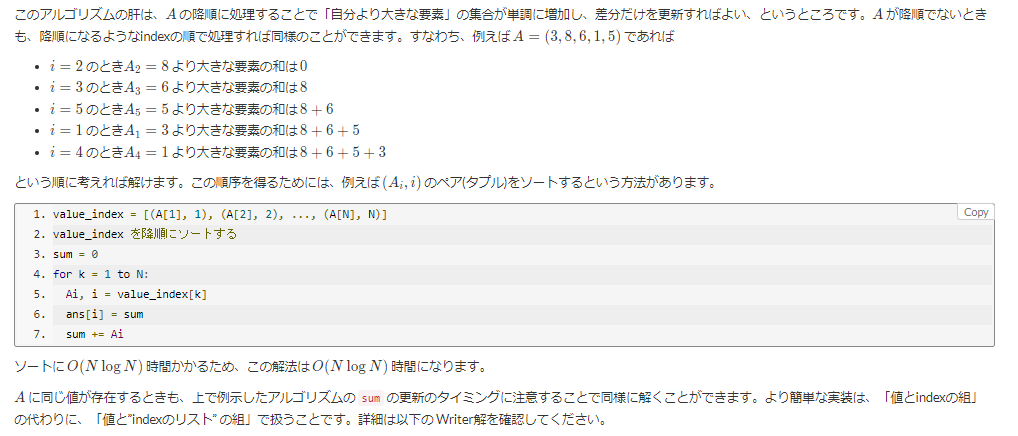 このアルゴリズムの肝は、Aの降順に処理することで「自分より大きな要素」の集合が単調に増加し、差分だけを更新すればよい、というところです。Aが降順でないとき
も、降順になるようなindexの順で処理すれば同様のことができます。すなわち、例えばA = (3, 8, 6, 1, 5)であれば
• i = 2のときA₂ = 8より大きな要素の和は0
• i = 3のときA₃ = 6より大きな要素の和は8
• i = 5のときA₅ = 5より大きな要素の和は8 + 6
• i = 1のときA₁ = 3より大きな要素の和は8 + 6 + 5
• i = 4のときA₄ = 1より大きな要素の和は8 + 6 + 5 + 3
という順に考えれば解けます。この順序を得るためには、例えば(Aᵢ, i)のペア(タプル)をソートするという方法があります。
Copy
1. value_index = [(A[1], 1), (A[2], 2), ..., (A[N], N)]
2. value_index を降順にソートする
3. sum = 0
4. for k = 1 to N:
5.   Ai, i = value_index[k]
6.   ans[i] = sum
7.   sum += Ai
ソートにO(N log N)時間かかるため、この解法はO(N log N)時間になります。
Aに同じ値が存在するときも、上で例示したアルゴリズムの sum の更新のタイミングに注意することで同様に解くことができます。より簡単な実装は、「値とindexの組」
の代わりに、「値と”indexのリスト” の組」で扱うことです。詳細は以下のWriter解を確認してください。